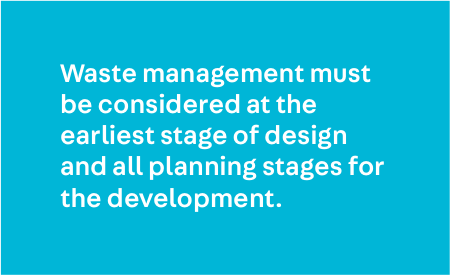 Waste management must
be considered at the
earliest stage of design
and all planning stages for
the development.